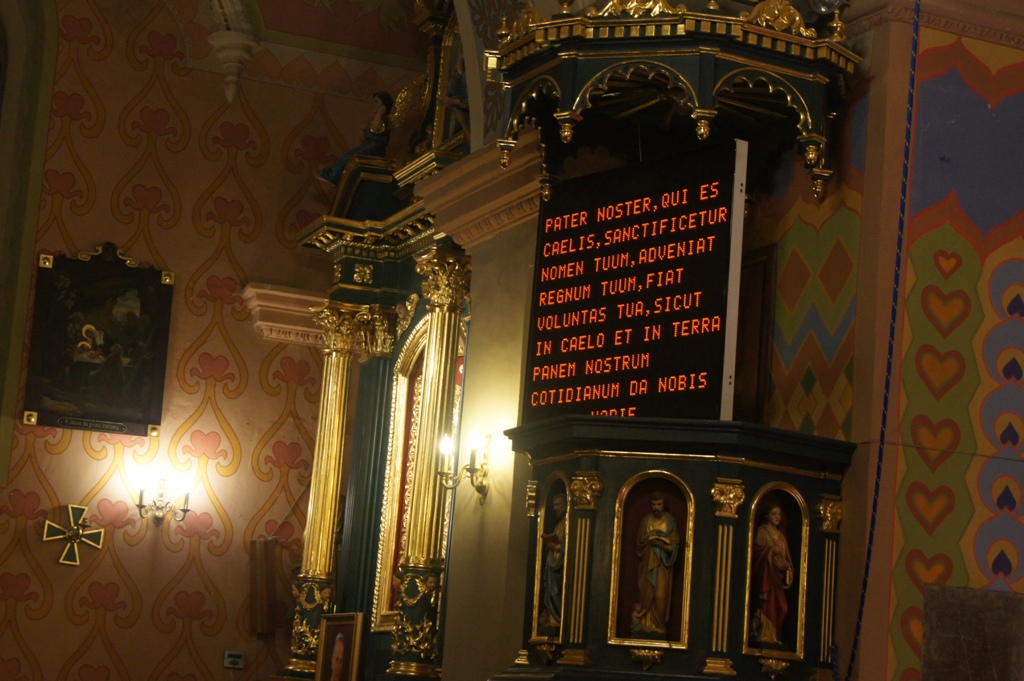 PATER NOSTER,QUI ES
CAELIS,SANCTIFICETUR
NOMEN TUUM,ADVENIAT
REGNUM TUUM,FIAT
VOLUNTAS TUA,SICUT
IN CAELO ET IN TERRA
PANEM NOSTRUM
COTIDIANUM DA NOBIS